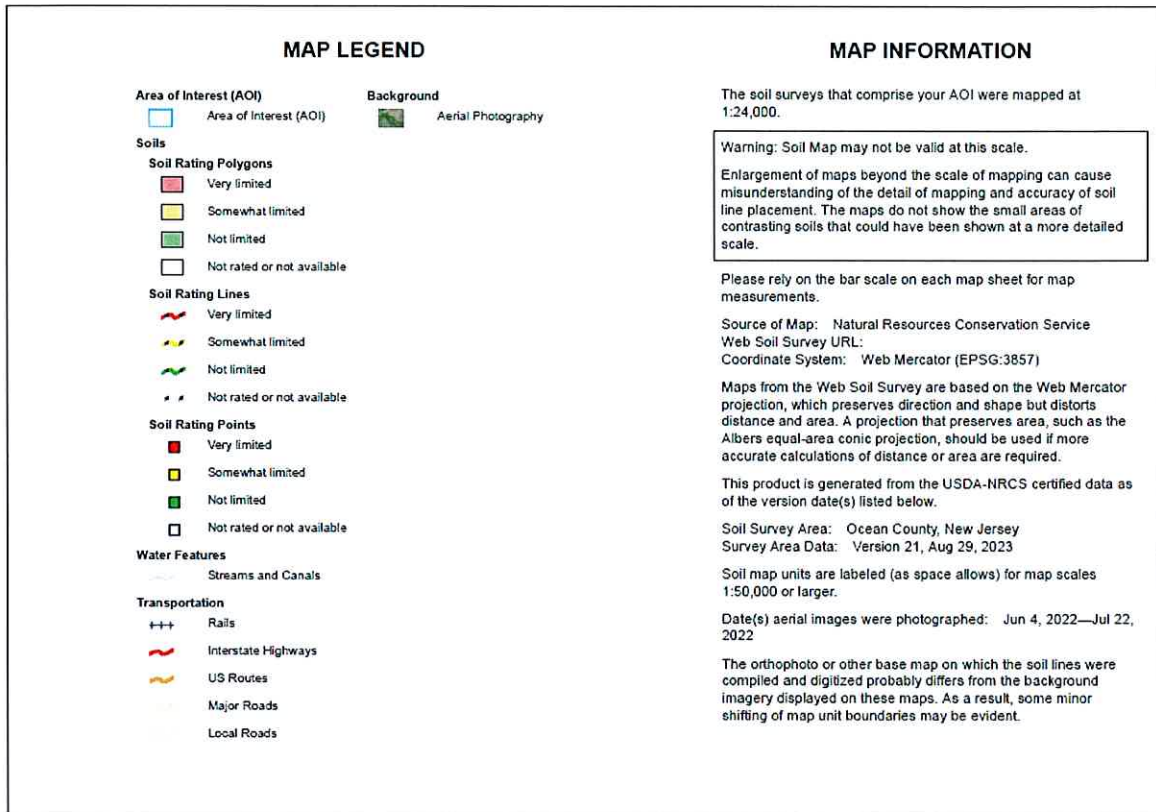 MAP LEGEND
Area of Interest (AOI)
Area of Interest (AOI)
Background
Aerial Photography
Soils
Soil Rating Polygons
Very limited
Somewhat limited
Not limited
Not rated or not available
Soil Rating Lines
Very limited
Somewhat limited
Not limited
Not rated or not available
Soil Rating Points
Very limited
Somewhat limited
Not limited
Not rated or not available
Water Features
Streams and Canals
Transportation
Rails
Interstate Highways
US Routes
Major Roads
Local Roads
MAP INFORMATION
The soil surveys that comprise your AOI were mapped at
1:24,000.
Warning: Soil Map may not be valid at this scale.
Enlargement of maps beyond the scale of mapping can cause
misunderstanding of the detail of mapping and accuracy of soil
line placement. The maps do not show the small areas of
contrasting soils that could have been shown at a more detailed
scale.
Please rely on the bar scale on each map sheet for map
measurements.
Source of Map: Natural Resources Conservation Service
Web Soil Survey URL:
Coordinate System: Web Mercator (EPSG:3857)
Maps from the Web Soil Survey are based on the Web Mercator
projection, which preserves direction and shape but distorts
distance and area. A projection that preserves area, such as the
Albers equal-area conic projection, should be used if more
accurate calculations of distance or area are required.
This product is generated from the USDA-NRCS certified data as
of the version date(s) listed below.
Soil Survey Area: Ocean County, New Jersey
Survey Area Data: Version 21, Aug 29, 2023
Soil map units are labeled (as space allows) for map scales
1:50,000 or larger.
Date(s) aerial images were photographed: Jun 4, 2022—Jul 22,
2022
The orthophoto or other base map on which the soil lines were
compiled and digitized probably differs from the background
imagery displayed on these maps. As a result, some minor
shifting of map unit boundaries may be evident.